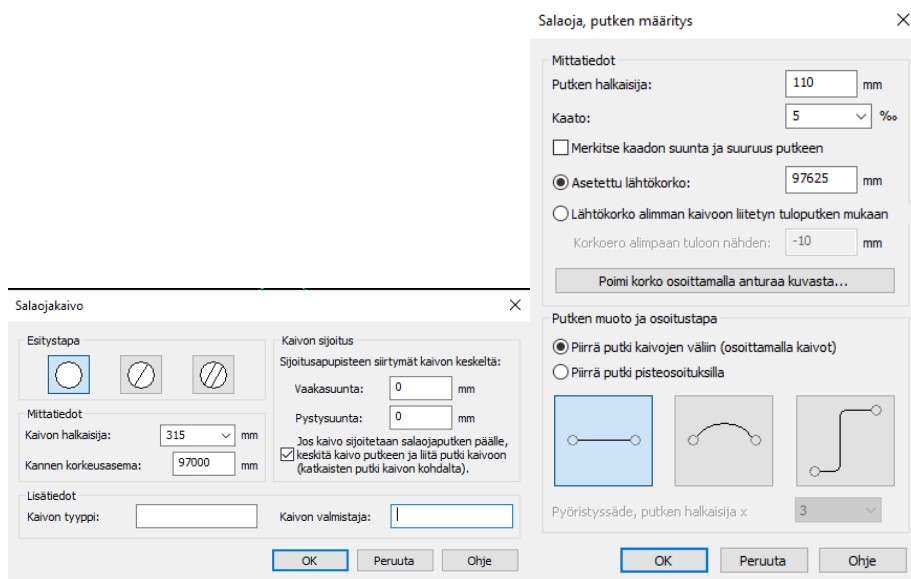 Salaoja, putken määritys
Mittatiedot
Putken halkaisija: 110 mm
Kaato: 5 ‰
Merkitse kaadon suunta ja suuruus putkeen
Asetettu lähtökorko: 97625 mm
Lähtökorko alimman kaivoon liitetyn tuloputken mukaan
Korkoero alimpaan tuloon nähden: -10 mm
Poimi korko osoittamalla anturaa kuvasta...
Putken muoto ja osoitustapa
Piirrä putki kaivojen väliin (osoittamalla kaivot)
Piirrä putki pisteosoituksilla
Pyöristyssäde, putken halkaisija x 3
OK Peruuta Ohje
Salaojakaivo
Esitystapa
Mittatiedot
Kaivon halkaisija: 315 mm
Kannen korkeusasema: 97000 mm
Kaivon sijoitus
Sijoitusapupisteen siirtymät kaivon keskeltä:
Vaakasuunta: 0 mm
Pystysuunta: 0 mm
Jos kaivo sijoitetaan salaojaputken päälle,
keskitä kaivo putkeen ja liitä putki kaivoon
(katkaisten putki kaivon kohdalta).
Lisätiedot
Kaivon tyyppi: Kaivon valmistaja:
OK Peruuta Ohje